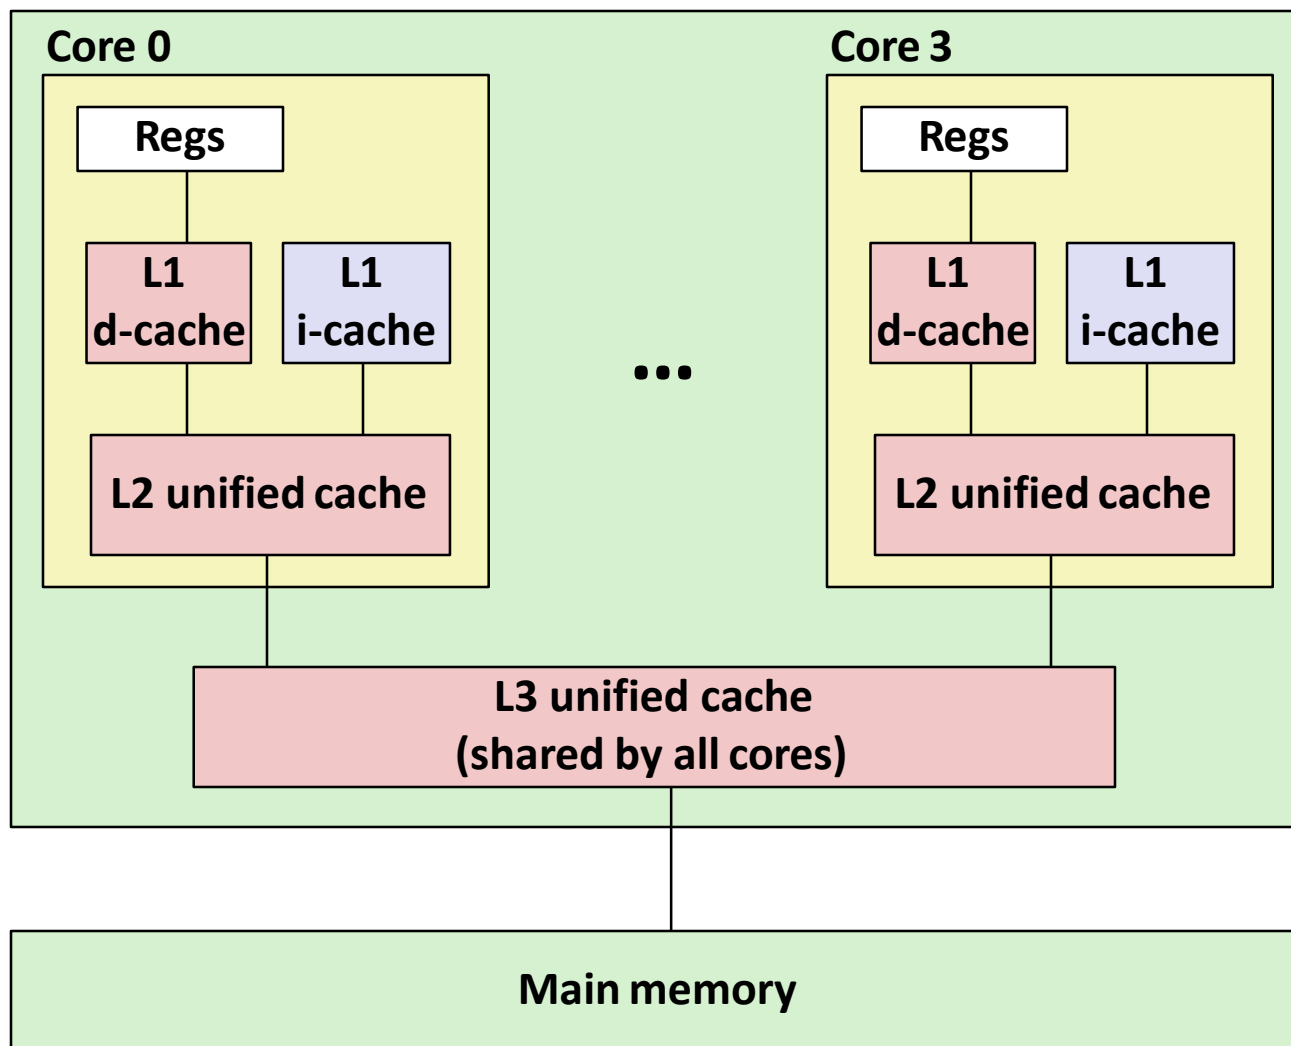 Core 0
Core 3
Regs
Regs
L1
d-cache
L1
i-cache
L1
d-cache
L1
i-cache
...
L2 unified cache
L2 unified cache
L3 unified cache
(shared by all cores)
Main memory